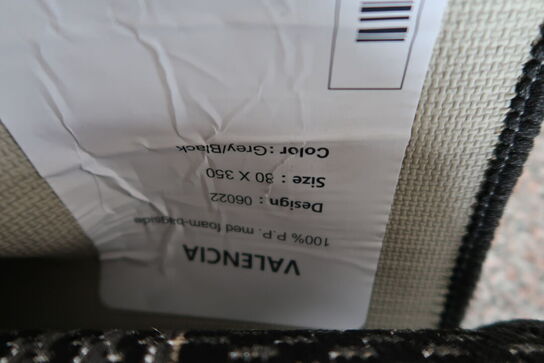 VALENCIA
100% P.P. med foam-bagside
Design : 06022
Size : 80 X 350
Color : Grey/Black